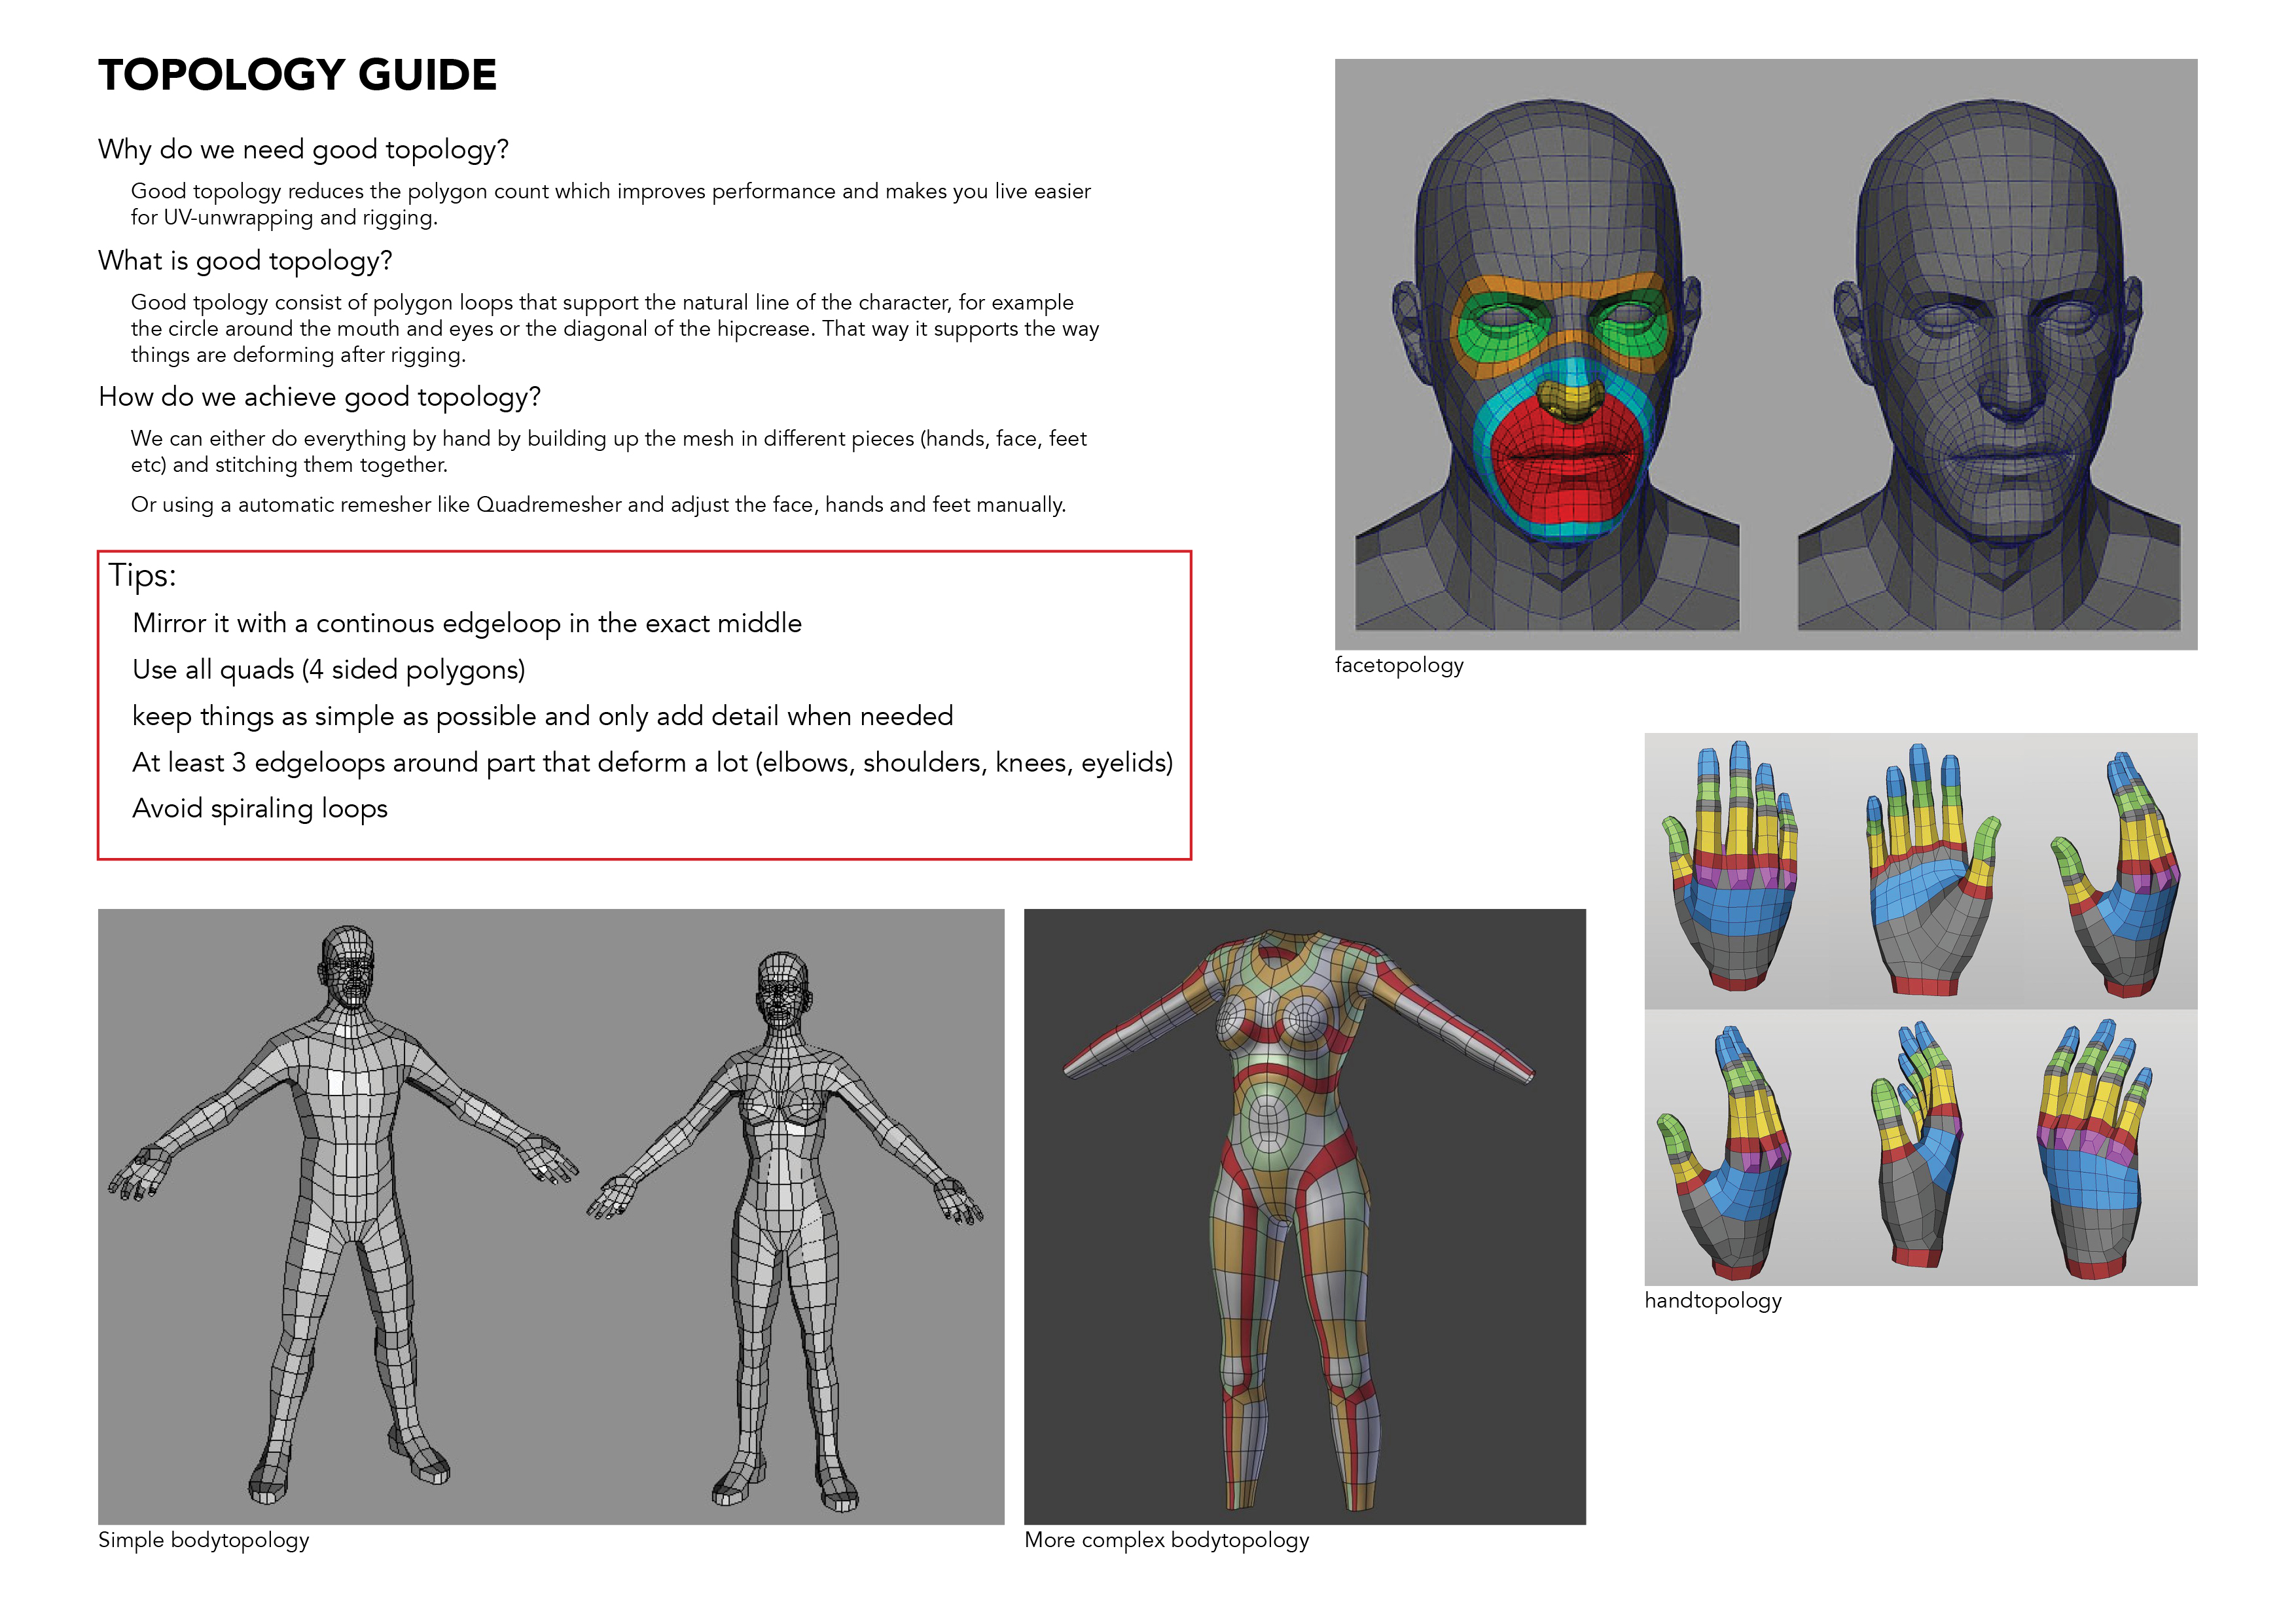 TOPOLOGY GUIDE
Why do we need good topology?
Good topology reduces the polygon count which improves performance and makes you live easier
for UV-unwrapping and rigging.
What is good topology?
Good tpology consist of polygon loops that support the natural line of the character, for example
the circle around the mouth and eyes or the diagonal of the hipcrease. That way it supports the way
things are deforming after rigging.
How do we achieve good topology?
We can either do everything by hand by building up the mesh in different pieces (hands, face, feet
etc) and stitching them together.
Or using a automatic remesher like Quadremesher and adjust the face, hands and feet manually.
Tips:
Mirror it with a continous edgeloop in the exact middle
Use all quads (4 sided polygons)
keep things as simple as possible and only add detail when needed
At least 3 edgeloops around part that deform a lot (elbows, shoulders, knees, eyelids)
Avoid spiraling loops
facetopology
handtopology
Simple bodytopology
More complex bodytopology